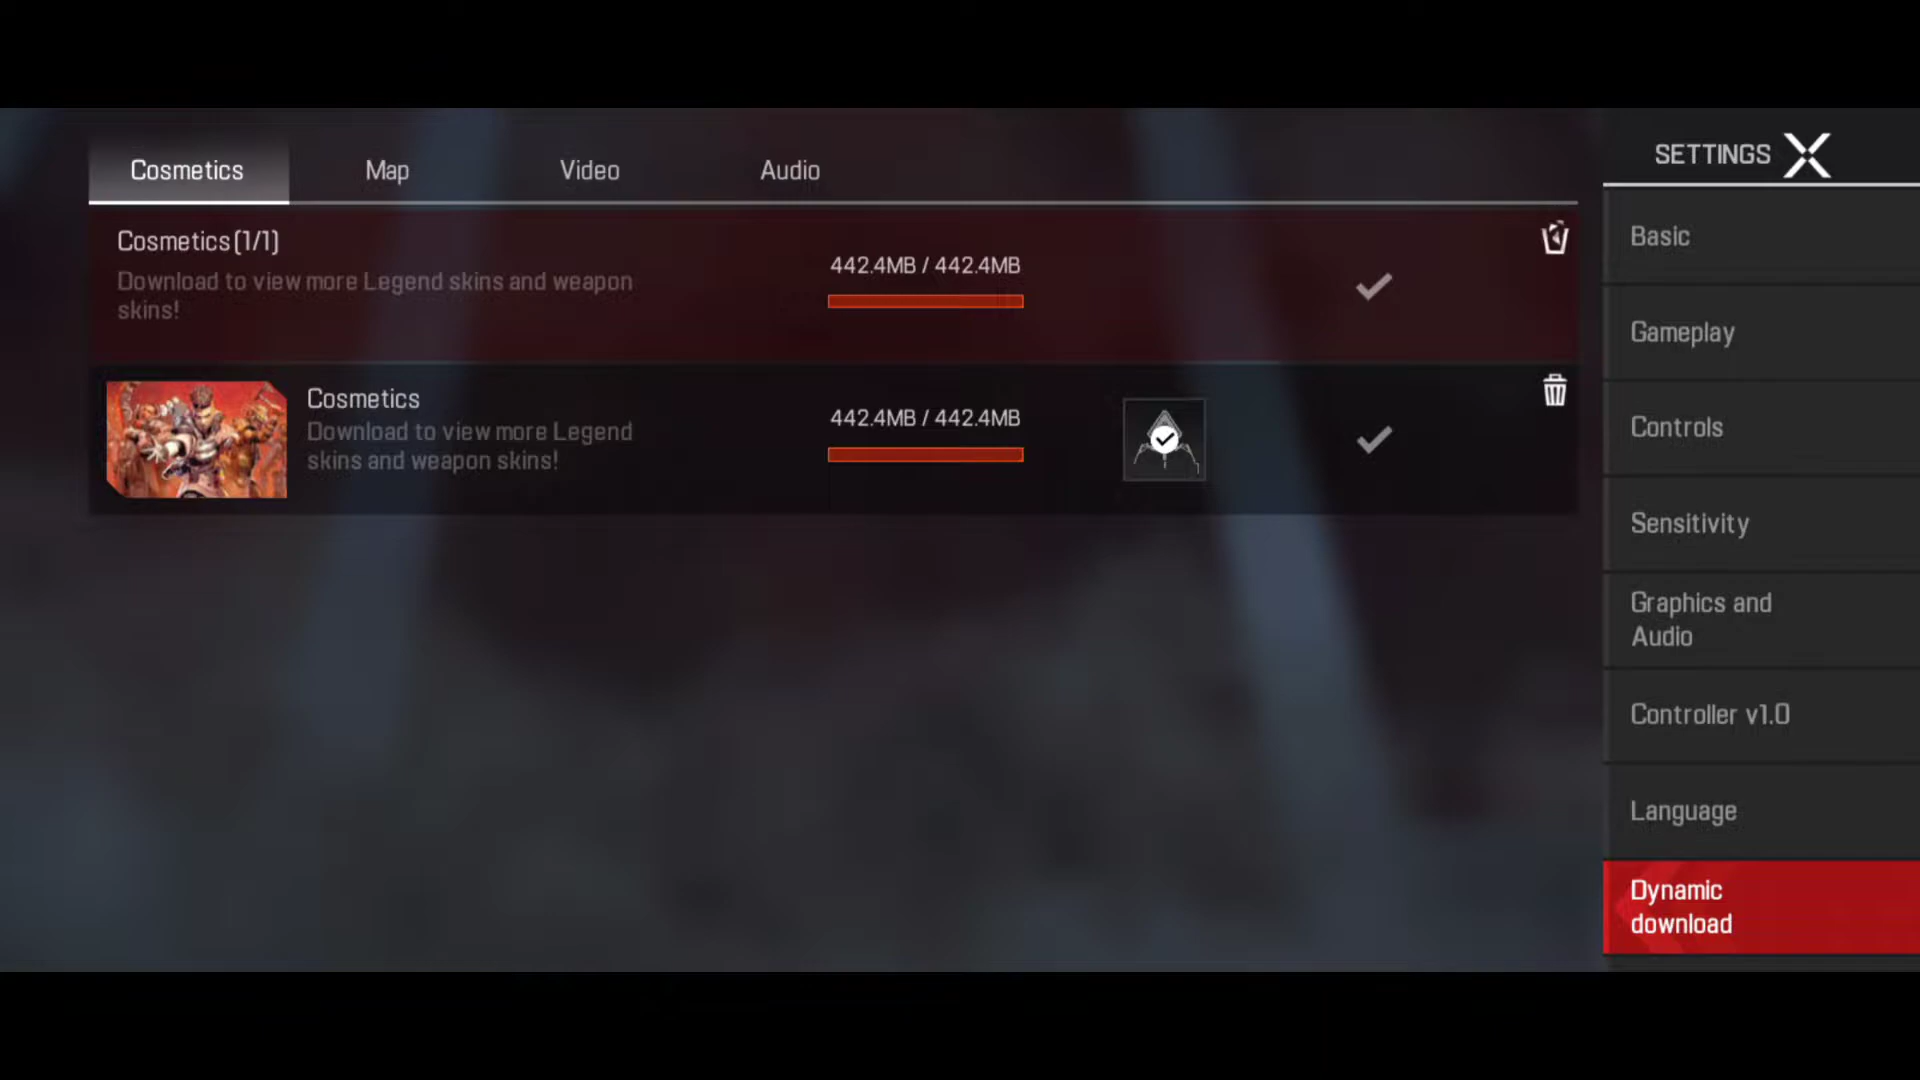 Cosmetics
Map
Video
Audio
SETTINGS
Cosmetics(1/1)
Download to view more Legend skins and weapon
skins!
442.4MB / 442.4MB
Cosmetics
Download to view more Legend
skins and weapon skins!
442.4MB / 442.4MB
Basic
Gameplay
Controls
Sensitivity
Graphics and
Audio
Controller v1.0
Language
Dynamic
download